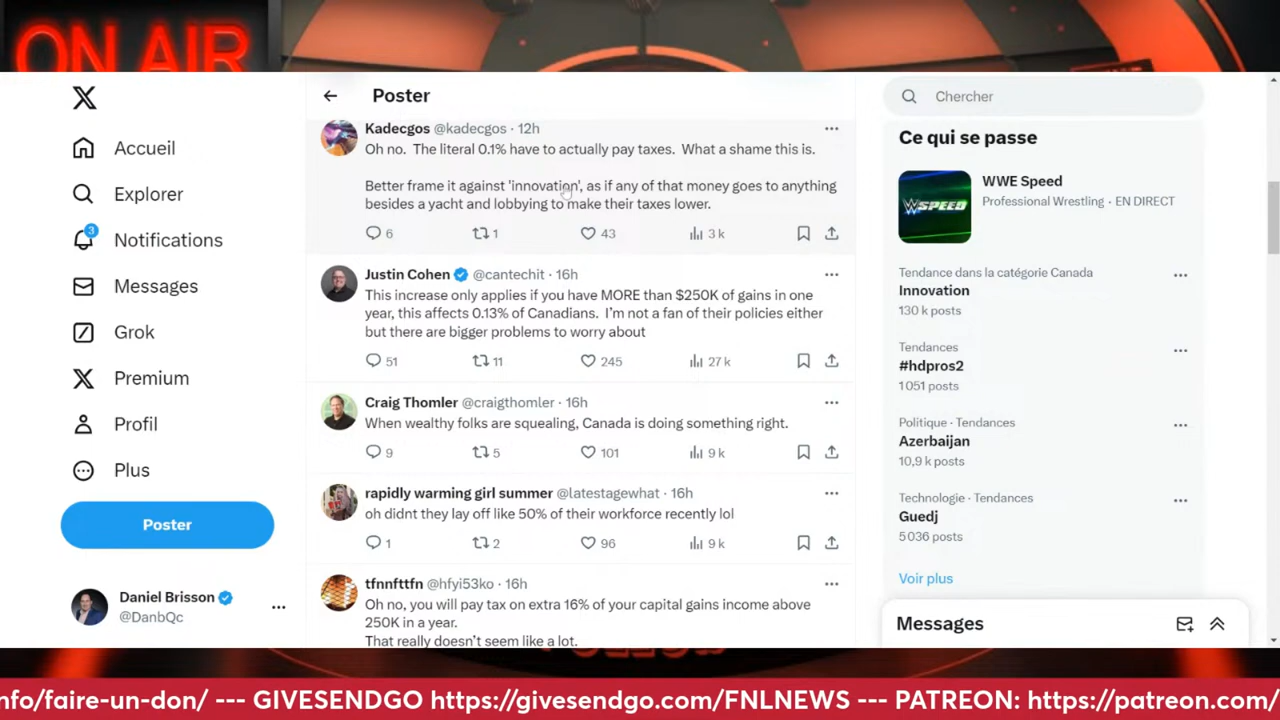 ON AIR
Accueil
Explorer
3
Notifications
Messages
Grok
Premium
Profil
Plus
Poster
Daniel Brisson
@DanbQc
Poster
Kadecgos @kadecgos · 12h
Oh no. The literal 0.1% have to actually pay taxes. What a shame this is.
Better frame it against 'innovation', as if any of that money goes to anything
besides a yacht and lobbying to make their taxes lower.
6 1 43 3 k
Justin Cohen @cantechit · 16h
This increase only applies if you have MORE than $250K of gains in one
year, this affects 0.13% of Canadians. I'm not a fan of their policies either
but there are bigger problems to worry about
51 11 245 27 k
Craig Thomler @craigthomler · 16h
When wealthy folks are squealing, Canada is doing something right.
9 5 101 9 k
rapidly warming girl summer @latestagewhat · 16h
oh didnt they lay off like 50% of their workforce recently lol
1 2 96 9 k
tfnnfttfn @hfyi53ko · 16h
Oh no, you will pay tax on extra 16% of your capital gains income above
250K in a year.
That really doesn't seem like a lot.
Chercher
Ce qui se passe
WSPEED
WWE Speed
Professional Wrestling · EN DIRECT
Tendance dans la catégorie Canada
Innovation
130 k posts
Tendances
#hdpros2
1 051 posts
Politique · Tendances
Azerbaijan
10,9 k posts
Technologie · Tendances
Guedj
5 036 posts
Voir plus
Messages
nfo/faire-un-don/ --- GIVESENDGO https://givesendgo.com/FNLNEWS --- PATREON: https://patreon.com/